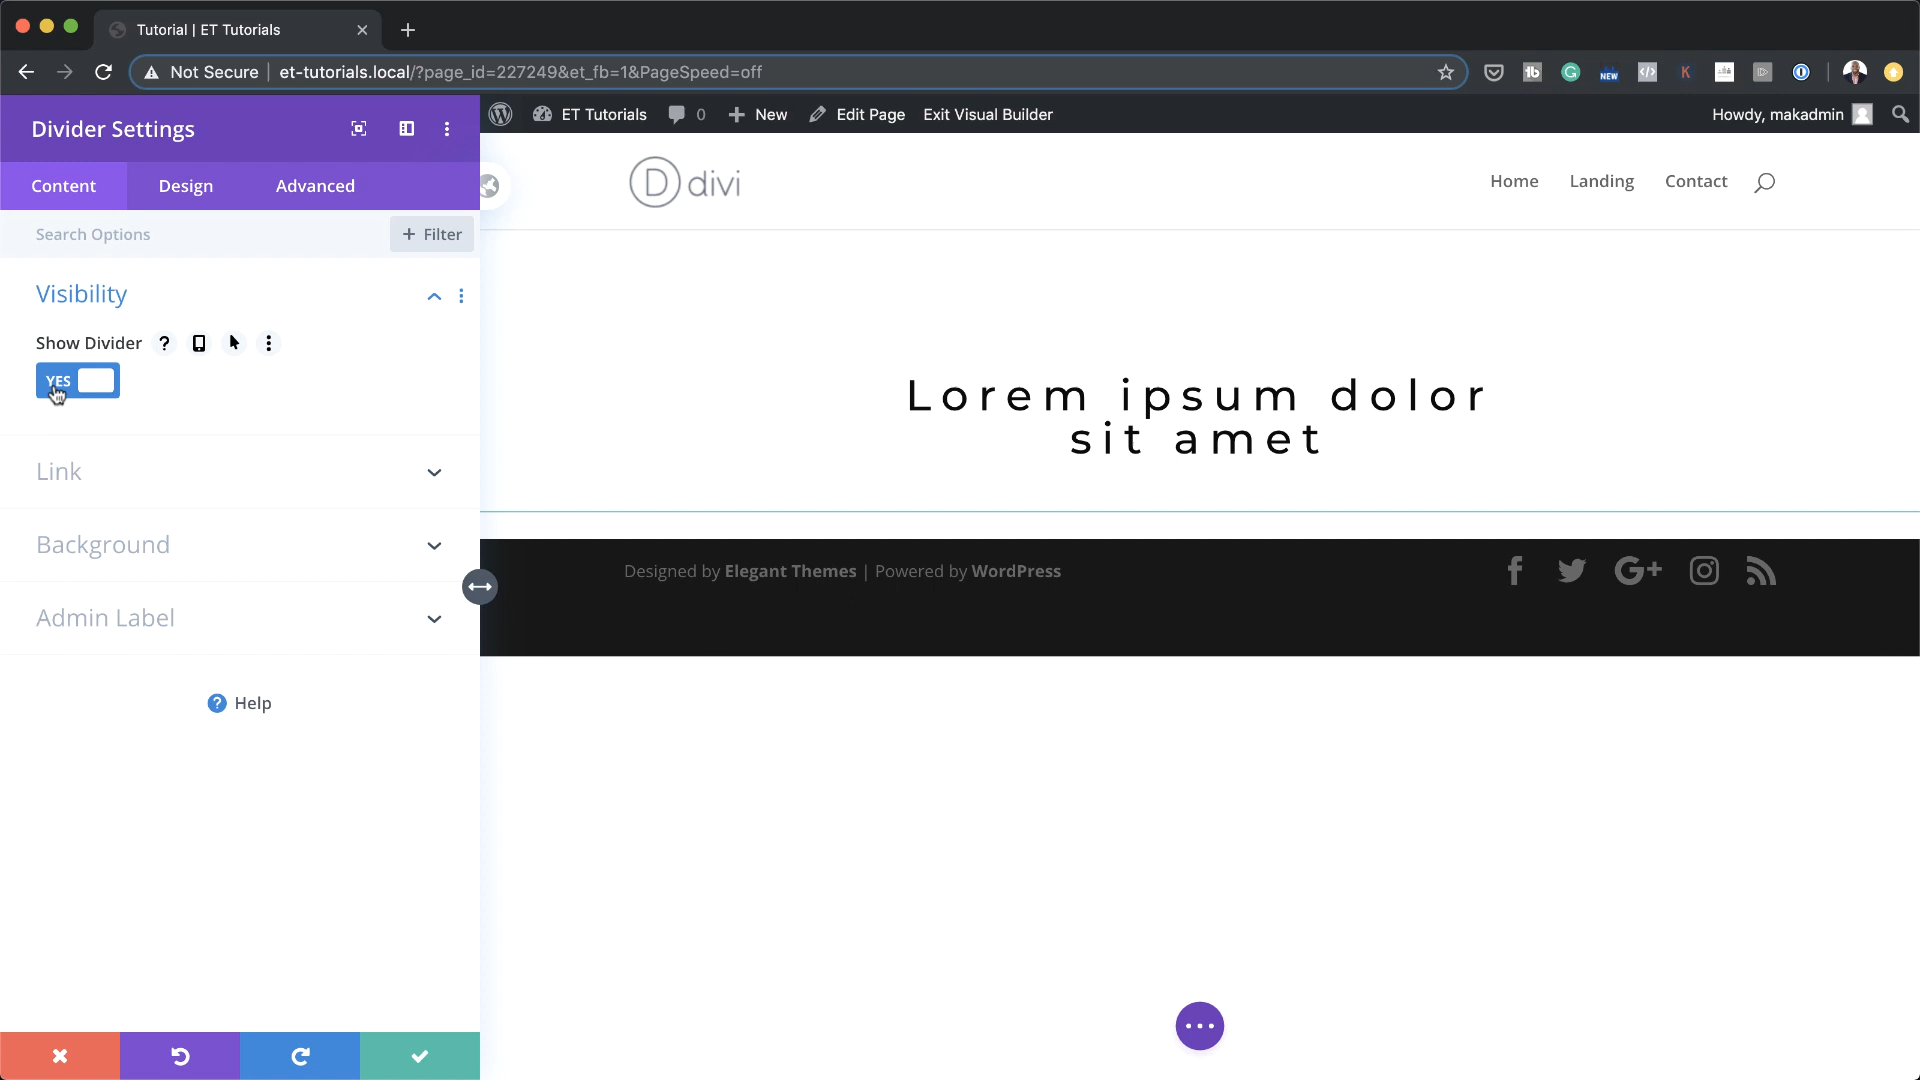 Tutorial | ET Tutorials
Not Secure | et-tutorials.local/?page_id=227249&et_fb=1&PageSpeed=off
NEW
ET Tutorials
0
New
Edit Page
Exit Visual Builder
Howdy, makadmin
Divider Settings
Content
Design
Advanced
Search Options
+ Filter
D divi
Home
Landing
Contact
Visibility
Show Divider
YES
Lorem ipsum dolor
sit amet
Link
Background
Designed by Elegant Themes | Powered by WordPress
Admin Label
Help